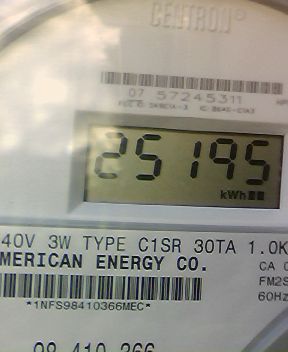 CENTRON®
07 57245311
25195
kWh
40V 3W TYPE C1SR 30TA 1.0K
MERICAN ENERGY CO.
CA 0
FM2S
60Hz
*1NFS98410366MEC*
98 410 366